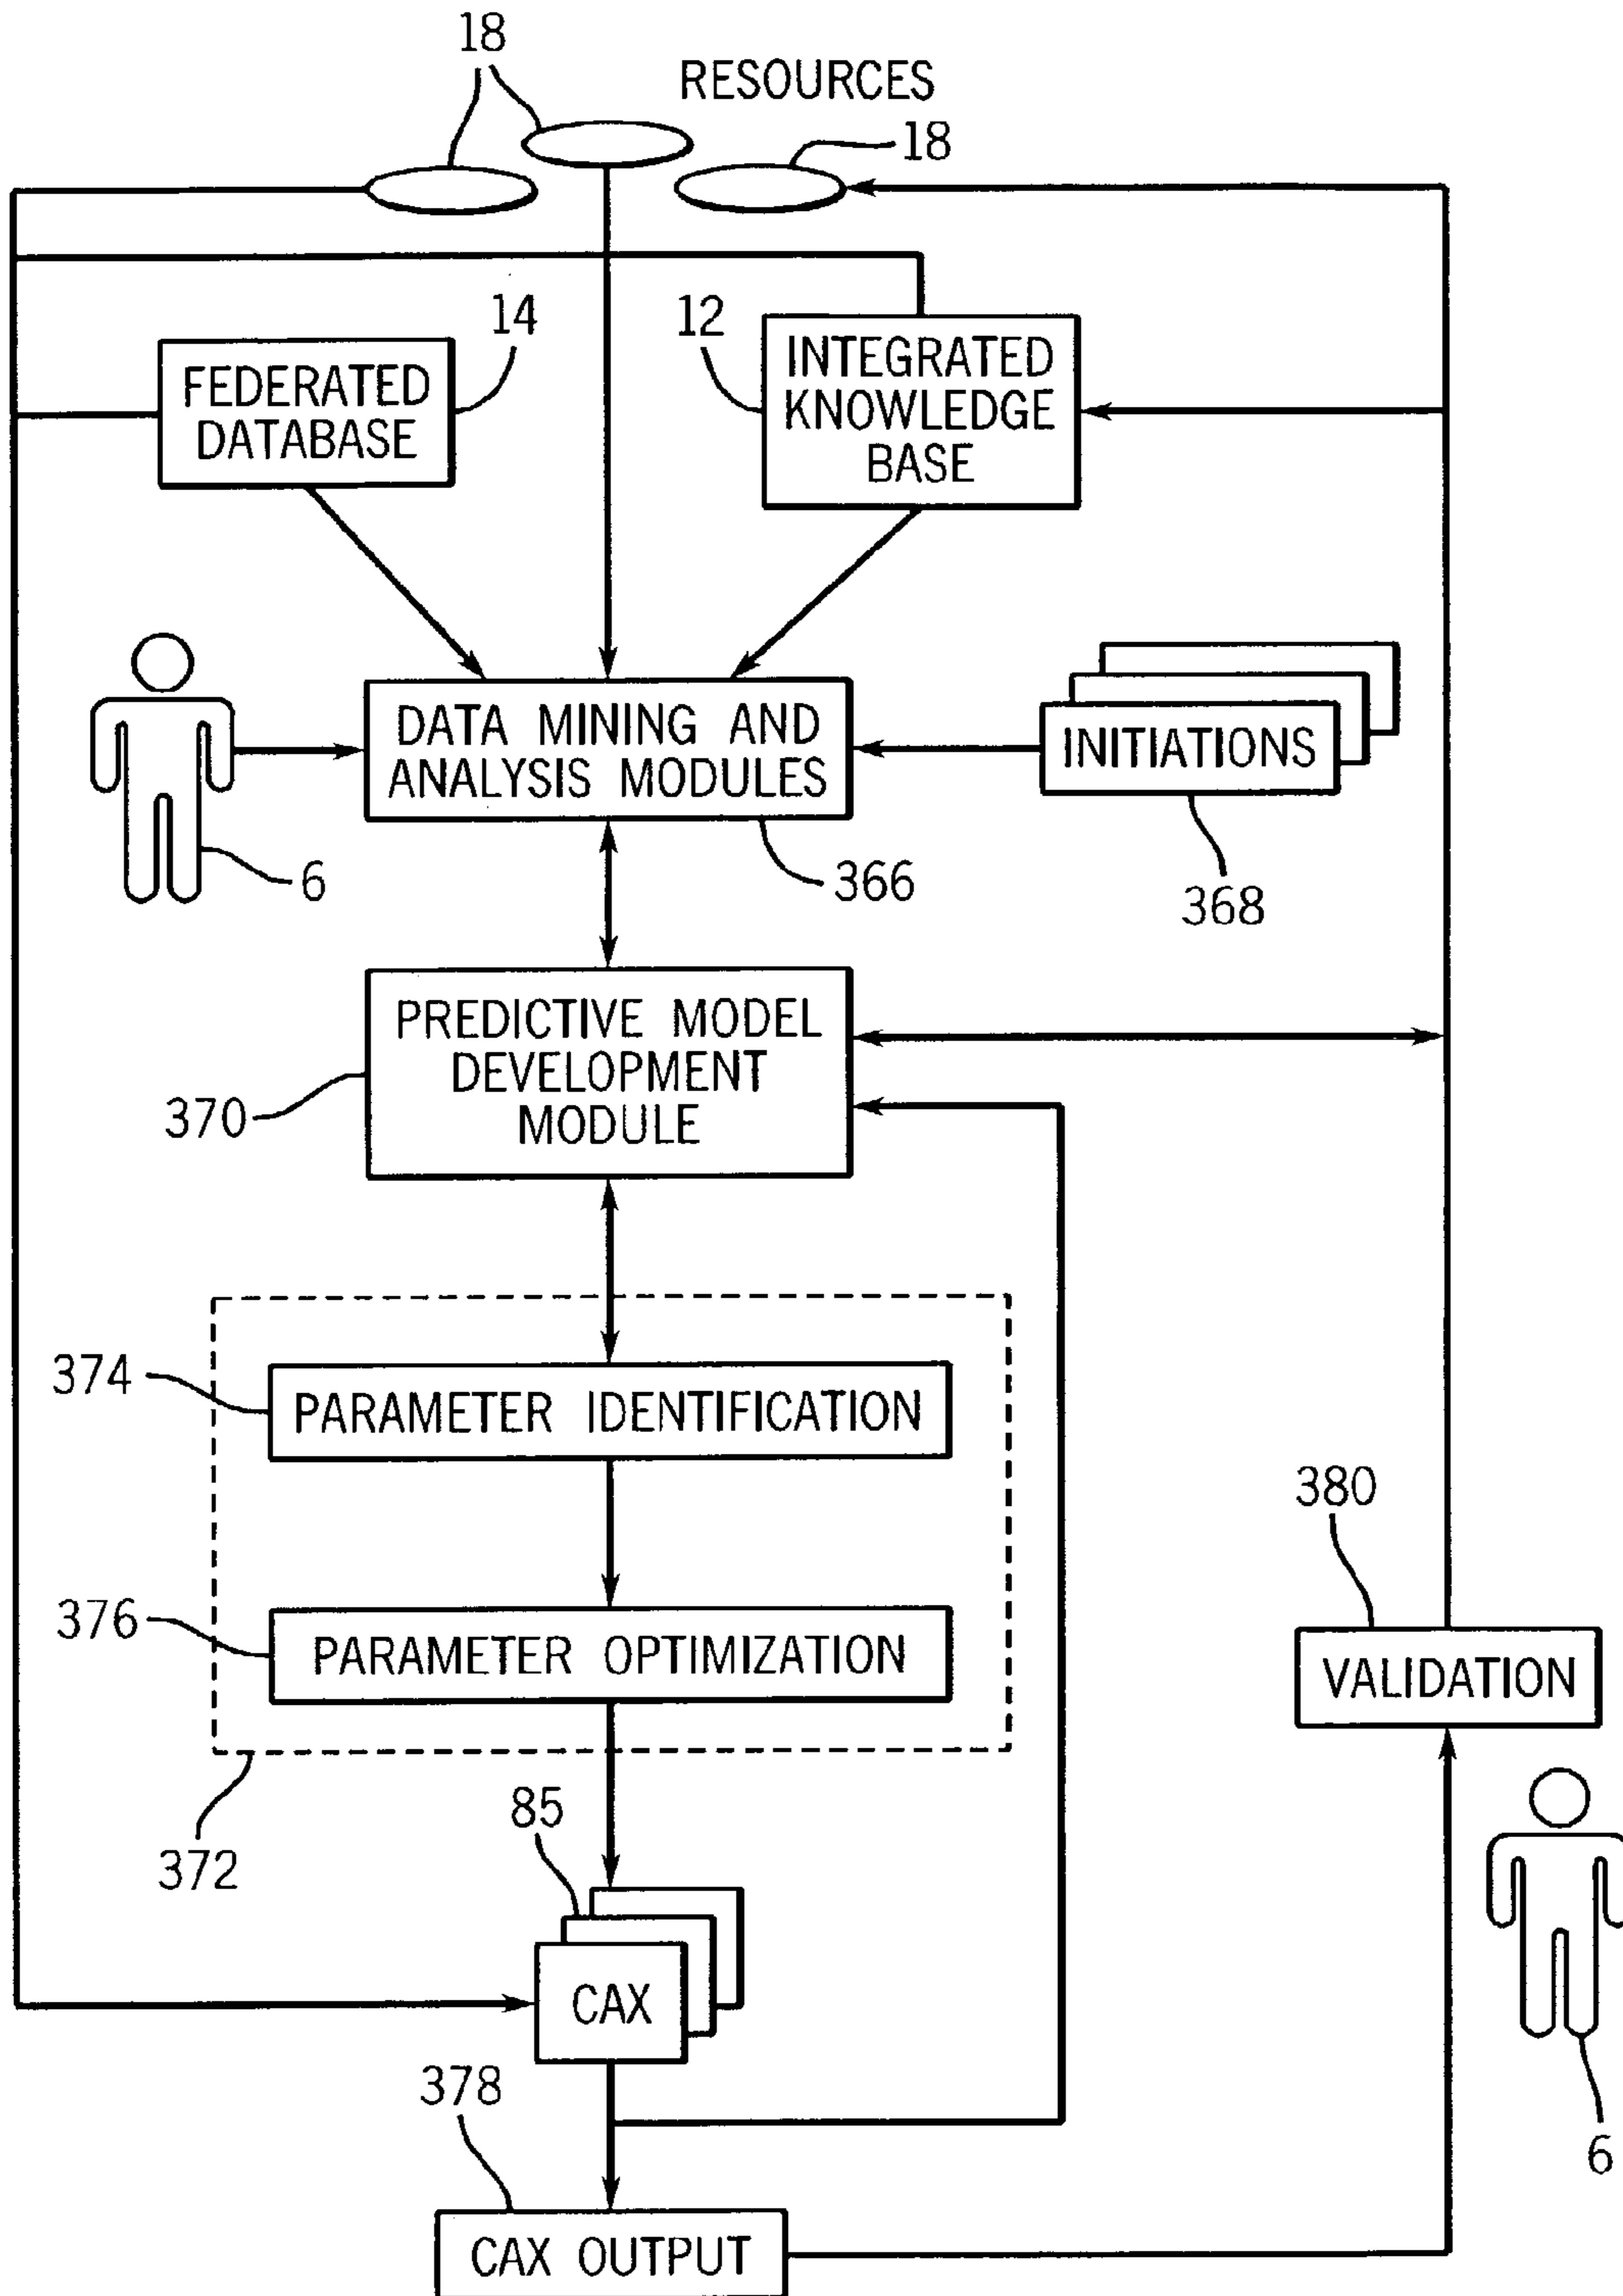 18
RESOURCES
18
14
12
FEDERATED
DATABASE
INTEGRATED
KNOWLEDGE
BASE
DATA MINING AND
ANALYSIS MODULES
INITIATIONS
6
366
368
PREDICTIVE MODEL
DEVELOPMENT
MODULE
370
374
PARAMETER IDENTIFICATION
380
376
PARAMETER OPTIMIZATION
VALIDATION
85
372
CAX
378
6
CAX OUTPUT